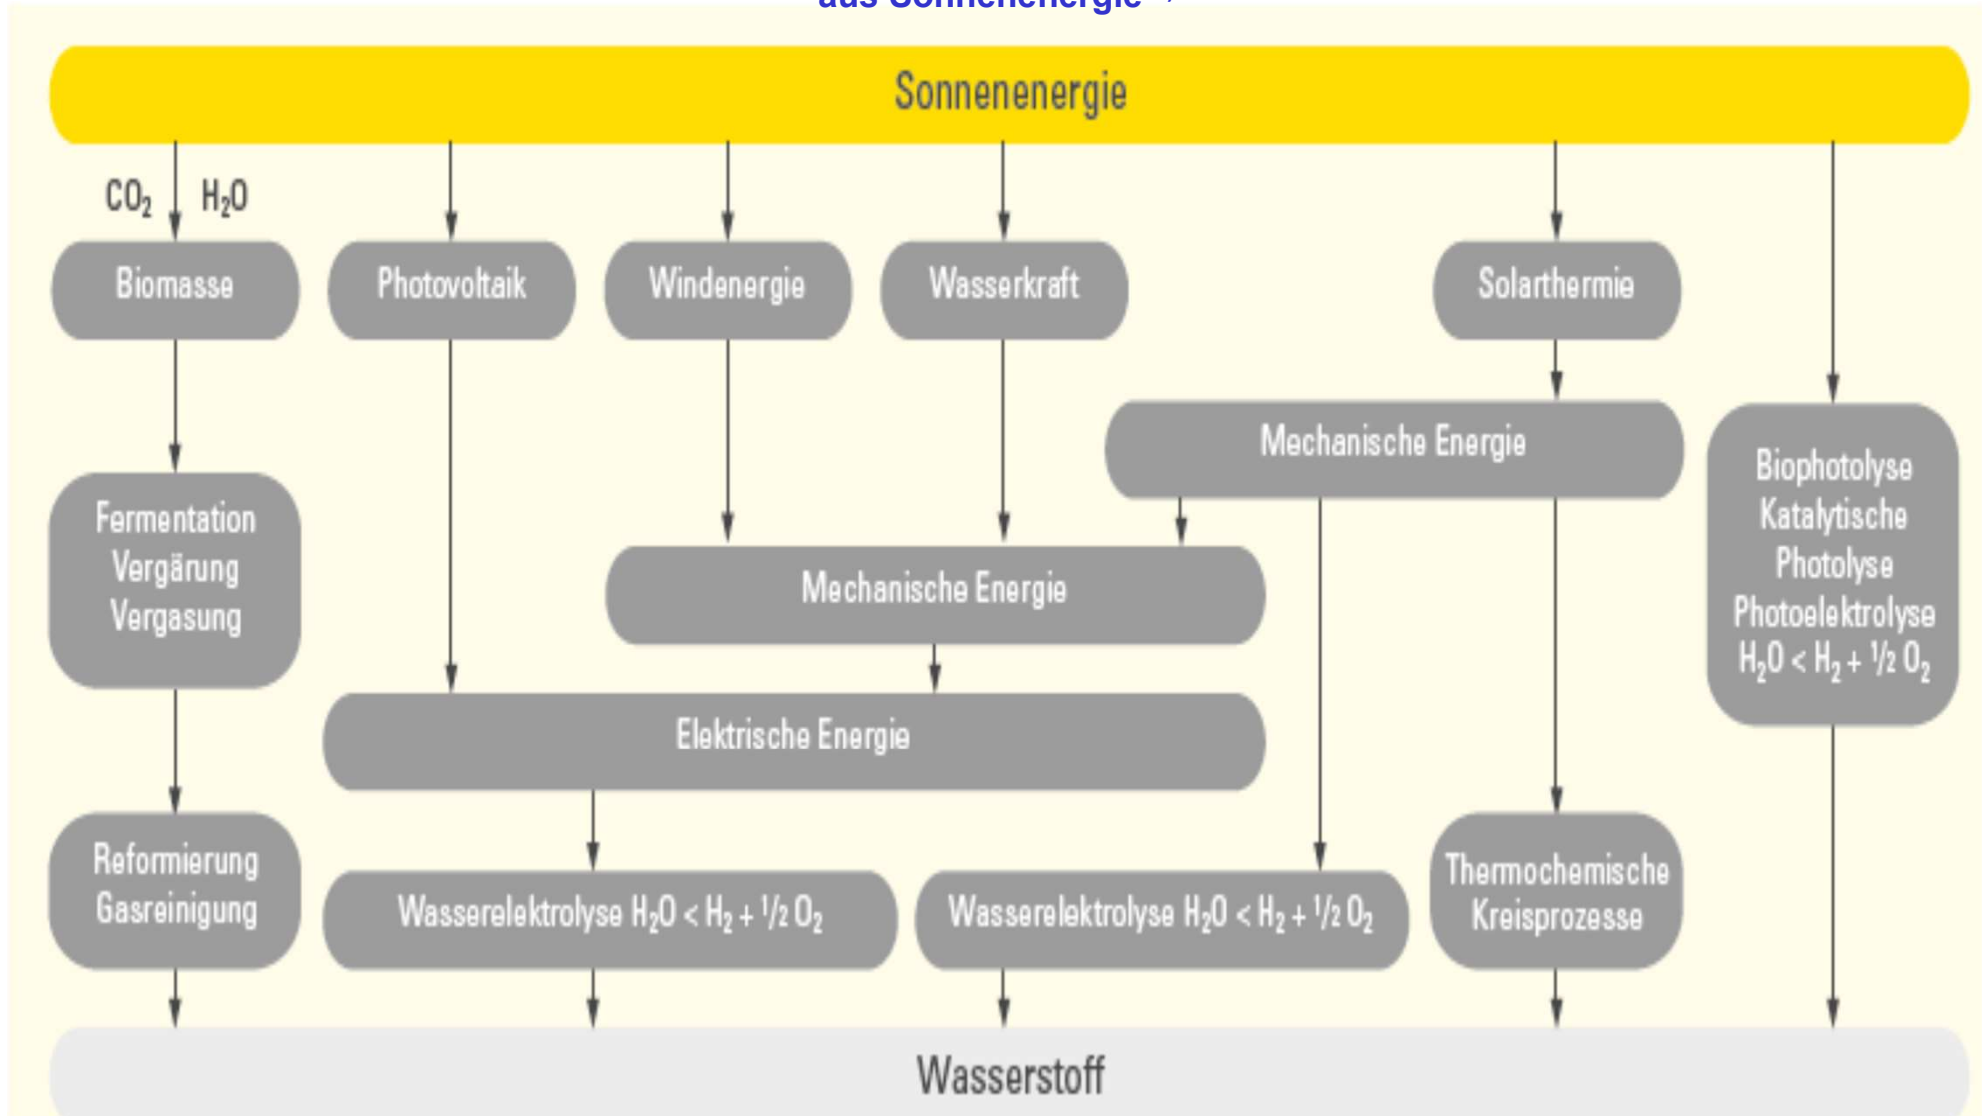 aus Sonnenenergie
Sonnenenergie
CO₂ H₂O
Biomasse
Photovoltaik
Windenergie
Wasserkraft
Solarthermie
Mechanische Energie
Biophotolyse
Katalytische
Photolyse
Photoelektrolyse
H₂O < H₂ + ½ O₂
Fermentation
Vergärung
Vergasung
Mechanische Energie
Elektrische Energie
Reformierung
Gasreinigung
Wasserelektrolyse H₂O < H₂ + ½ O₂
Wasserelektrolyse H₂O < H₂ + ½ O₂
Thermochemische
Kreisprozesse
Wasserstoff